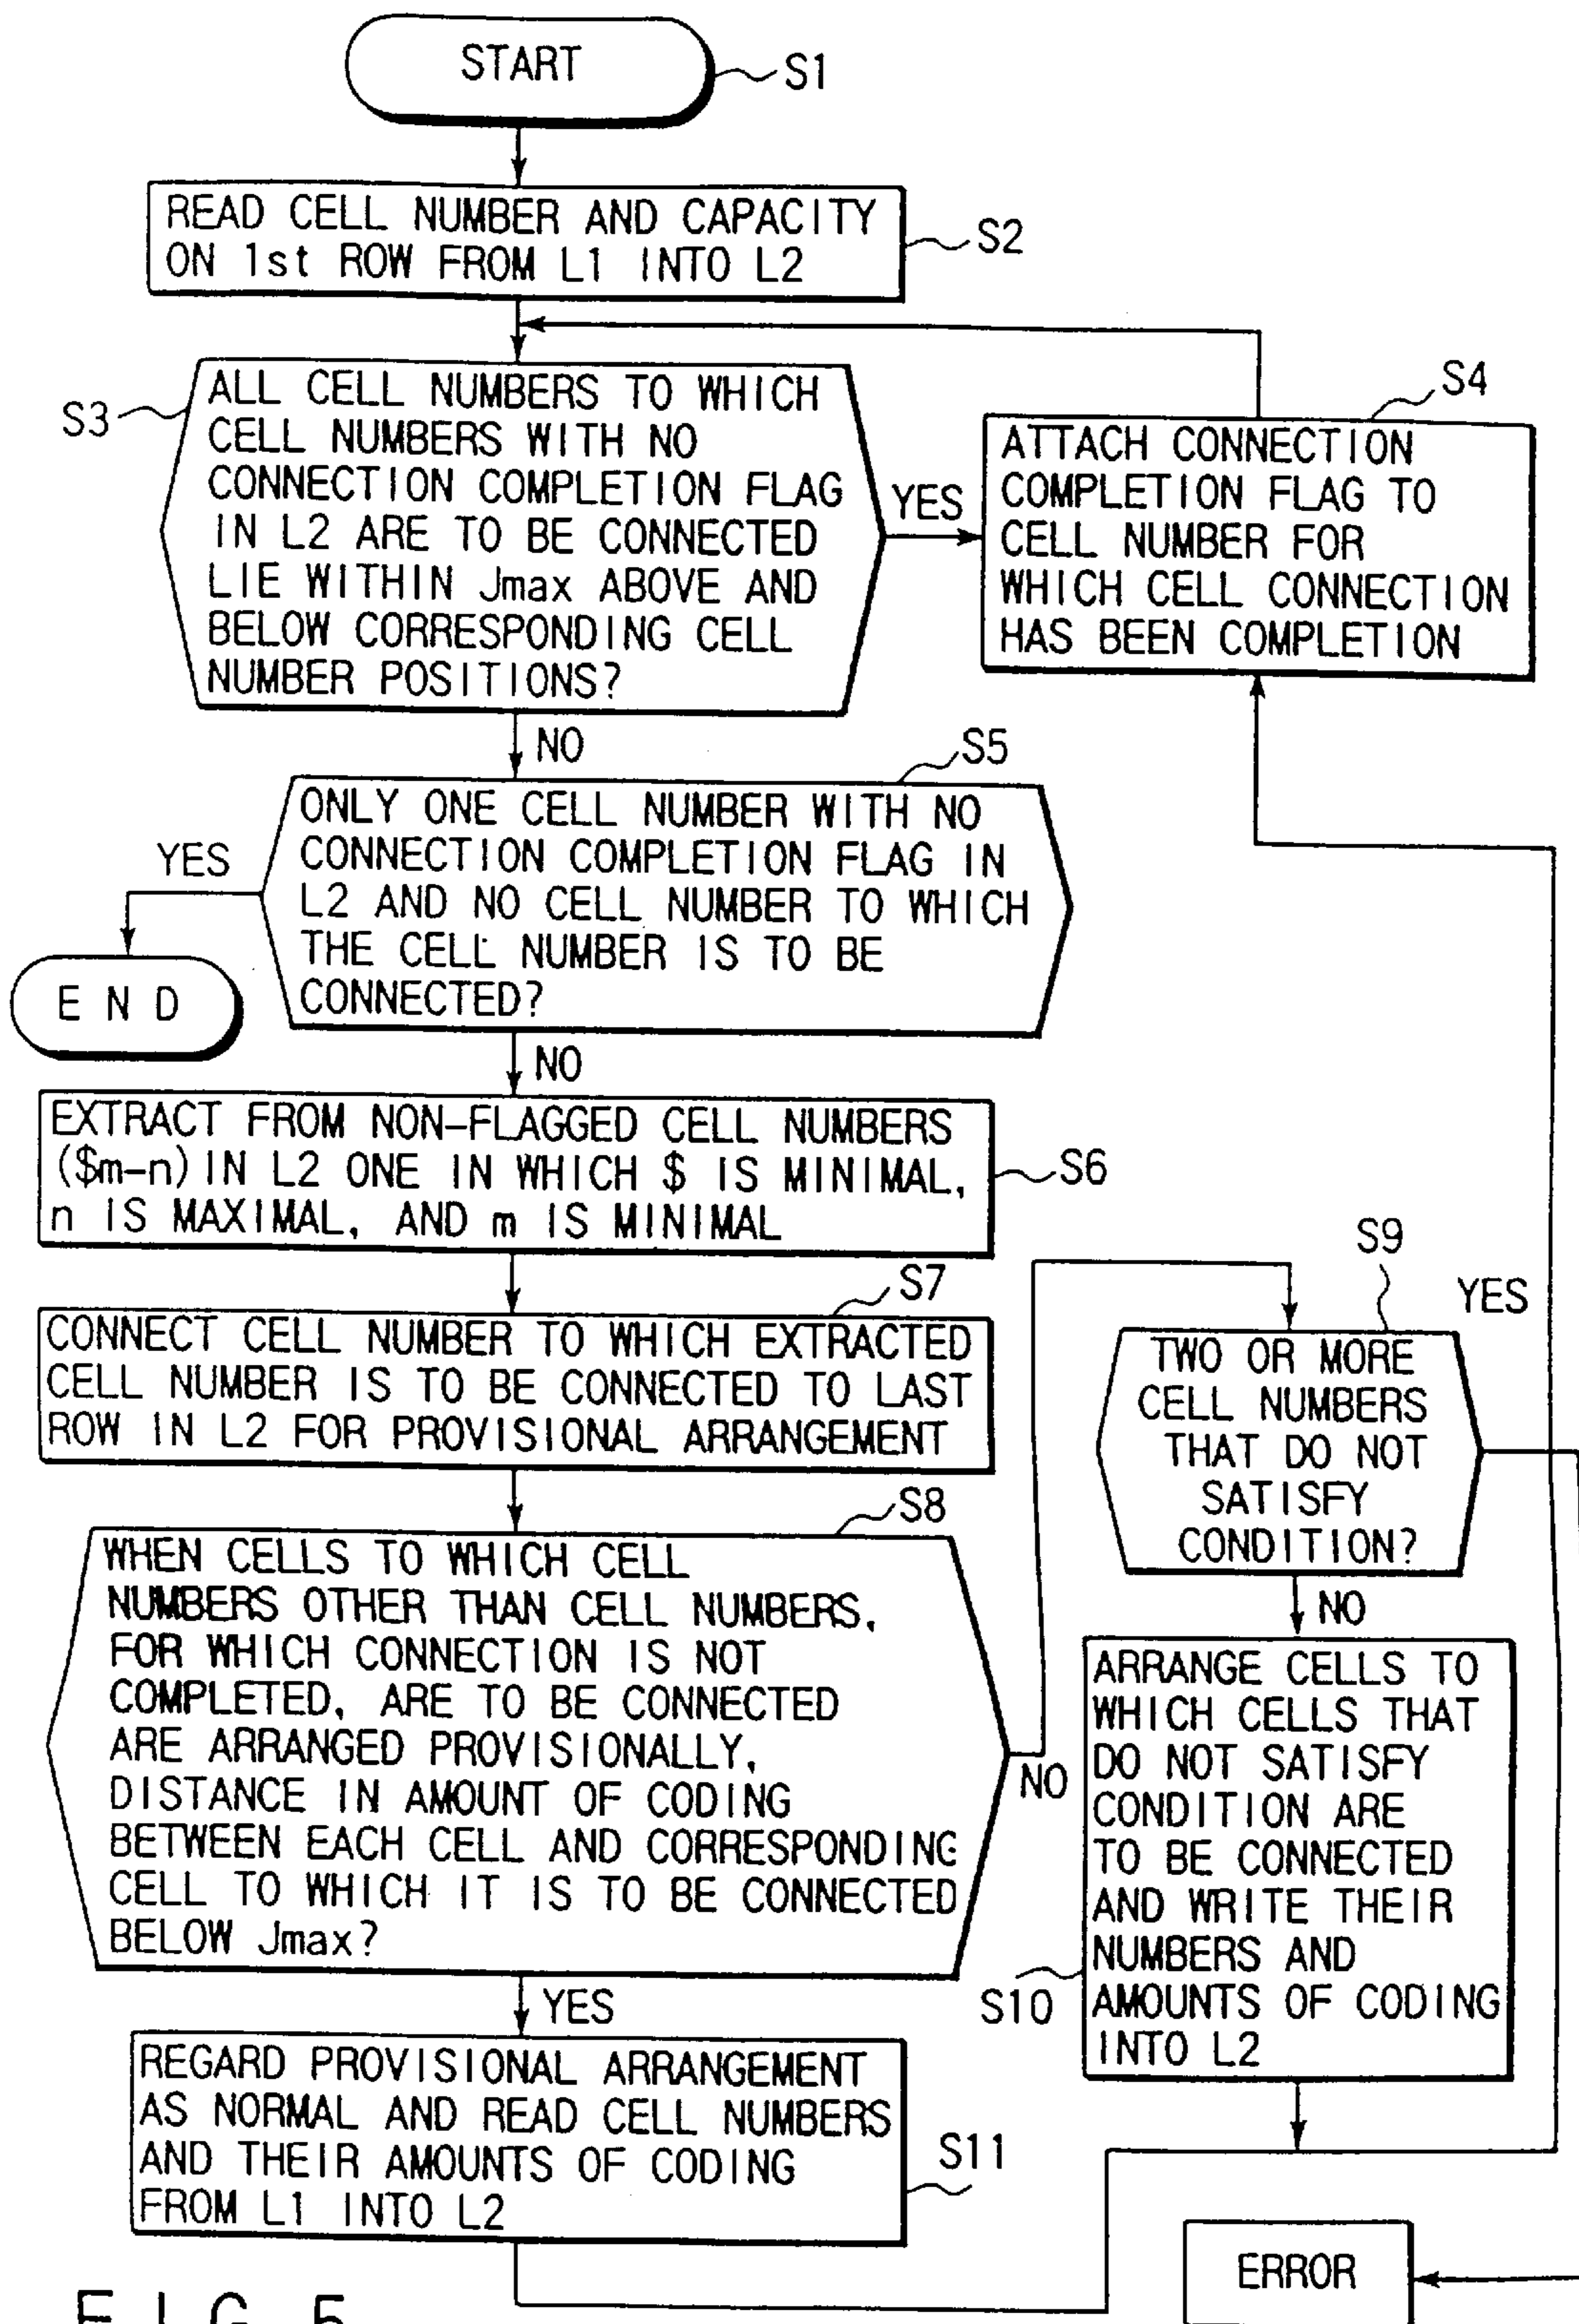 START
S1
READ CELL NUMBER AND CAPACITY
ON 1st ROW FROM L1 INTO L2
S2
S3
ALL CELL NUMBERS TO WHICH
CELL NUMBERS WITH NO
CONNECTION COMPLETION FLAG
IN L2 ARE TO BE CONNECTED
LIE WITHIN Jmax ABOVE AND
BELOW CORRESPONDING CELL
NUMBER POSITIONS?
YES
S4
ATTACH CONNECTION
COMPLETION FLAG TO
CELL NUMBER FOR
WHICH CELL CONNECTION
HAS BEEN COMPLETION
NO
S5
ONLY ONE CELL NUMBER WITH NO
CONNECTION COMPLETION FLAG IN
L2 AND NO CELL NUMBER TO WHICH
THE CELL NUMBER IS TO BE
CONNECTED?
YES
END
NO
EXTRACT FROM NON-FLAGGED CELL NUMBERS
($m-n) IN L2 ONE IN WHICH $ IS MINIMAL,
n IS MAXIMAL, AND m IS MINIMAL
S6
S7
CONNECT CELL NUMBER TO WHICH EXTRACTED
CELL NUMBER IS TO BE CONNECTED TO LAST
ROW IN L2 FOR PROVISIONAL ARRANGEMENT
S8
WHEN CELLS TO WHICH CELL
NUMBERS OTHER THAN CELL NUMBERS,
FOR WHICH CONNECTION IS NOT
COMPLETED, ARE TO BE CONNECTED
ARE ARRANGED PROVISIONALLY,
DISTANCE IN AMOUNT OF CODING
BETWEEN EACH CELL AND CORRESPONDING
CELL TO WHICH IT IS TO BE CONNECTED
BELOW Jmax?
NO
S9
YES
TWO OR MORE
CELL NUMBERS
THAT DO NOT
SATISFY
CONDITION?
NO
ARRANGE CELLS TO
WHICH CELLS THAT
DO NOT SATISFY
CONDITION ARE
TO BE CONNECTED
AND WRITE THEIR
NUMBERS AND
AMOUNTS OF CODING
INTO L2
S10
YES
REGARD PROVISIONAL ARRANGEMENT
AS NORMAL AND READ CELL NUMBERS
AND THEIR AMOUNTS OF CODING
FROM L1 INTO L2
S11
ERROR
FIG. 5